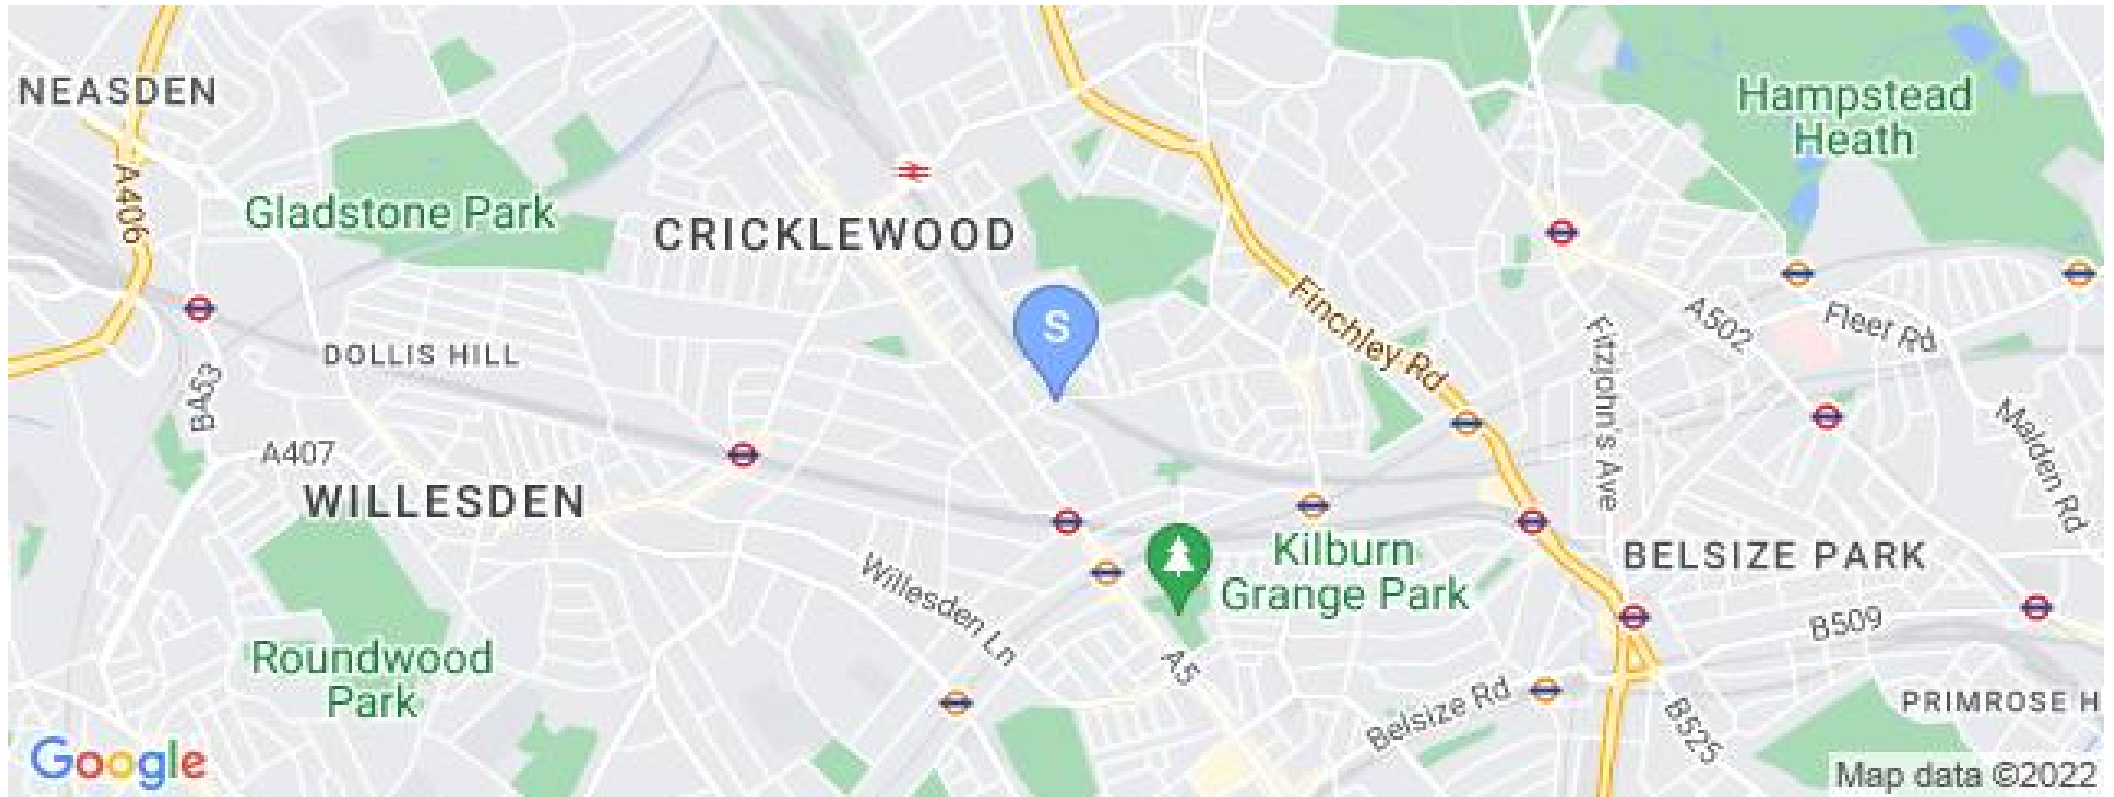 NEASDEN
Hampstead
Heath
A406
Gladstone Park
CRICKLEWOOD
S
Finchley Rd
A502
Fleet Rd
Fitzjohn's Ave
DOLLIS HILL
B453
A407
Malden Rd
WILLESDEN
Willesden Ln
Kilburn
Grange Park
BELSIZE PARK
B509
Roundwood
Park
A5
Belsize Rd
B525
PRIMROSE H
Google
Map data ©2022